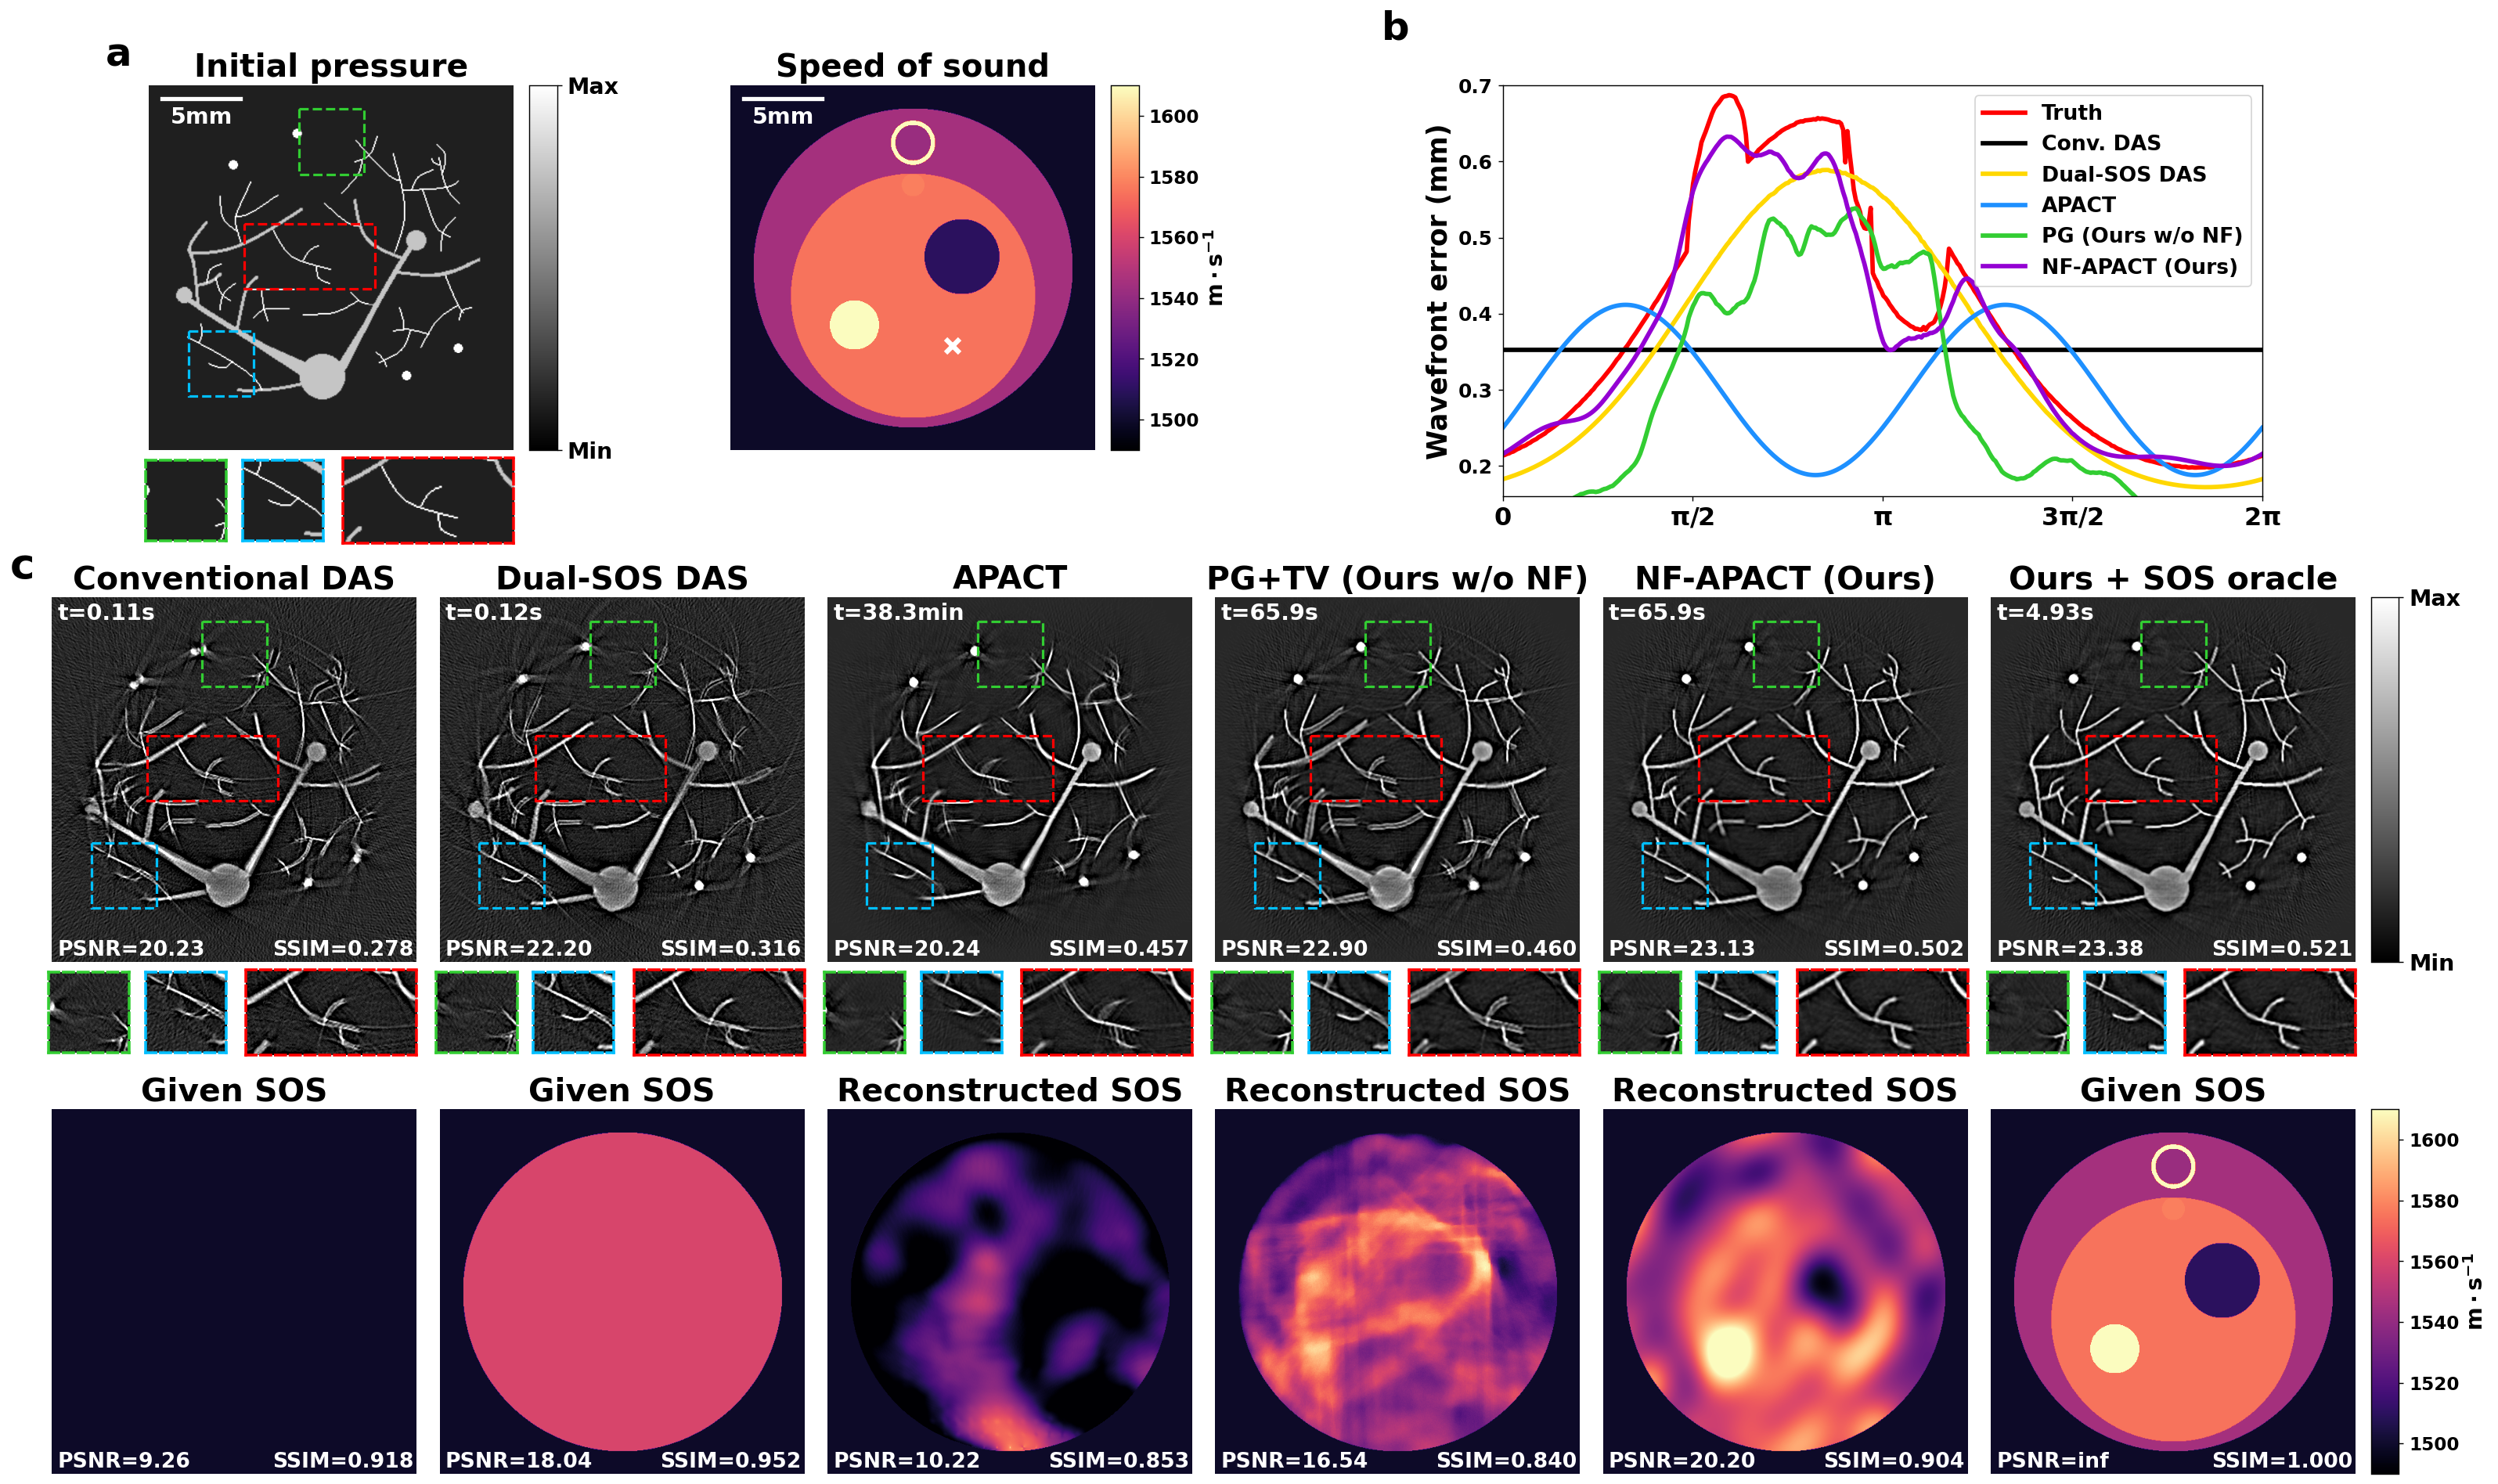 a
Initial pressure
5mm
Max
Min
Speed of sound
5mm
1600
1580
1560
1540
1520
1500
m · s⁻¹
b
Wavefront error (mm)
0.7
0.6
0.5
0.4
0.3
0.2
0
π/2
π
3π/2
2π
Truth
Conv. DAS
Dual-SOS DAS
APACT
PG (Ours w/o NF)
NF-APACT (Ours)
c
Conventional DAS
t=0.11s
PSNR=20.23 SSIM=0.278
Dual-SOS DAS
t=0.12s
PSNR=22.20 SSIM=0.316
APACT
t=38.3min
PSNR=20.24 SSIM=0.457
PG+TV (Ours w/o NF)
t=65.9s
PSNR=22.90 SSIM=0.460
NF-APACT (Ours)
t=65.9s
PSNR=23.13 SSIM=0.502
Ours + SOS oracle
t=4.93s
PSNR=23.38 SSIM=0.521
Max
Min
Given SOS
PSNR=9.26 SSIM=0.918
Given SOS
PSNR=18.04 SSIM=0.952
Reconstructed SOS
PSNR=10.22 SSIM=0.853
Reconstructed SOS
PSNR=16.54 SSIM=0.840
Reconstructed SOS
PSNR=20.20 SSIM=0.904
Given SOS
PSNR=inf SSIM=1.000
1600
1580
1560
1540
1520
1500
m · s⁻¹